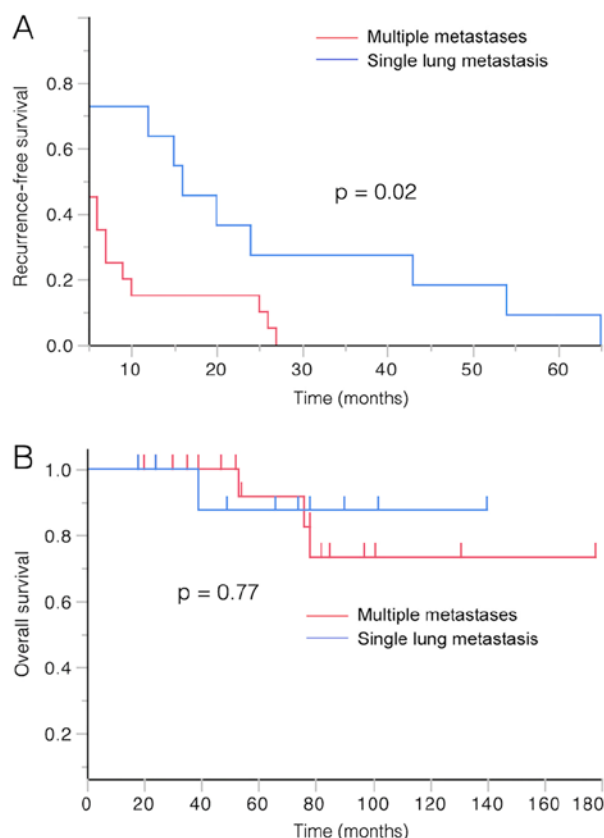 A
Multiple metastases
Single lung metastasis
0.8
0.6
0.4
0.2
0.0
Recurrence-free survival
p = 0.02
10 20 30 40 50 60
Time (months)
B
1.0
0.8
0.6
0.4
0.2
Overall survival
p = 0.77
Multiple metastases
Single lung metastasis
0 20 40 60 80 100 120 140 160 180
Time (months)